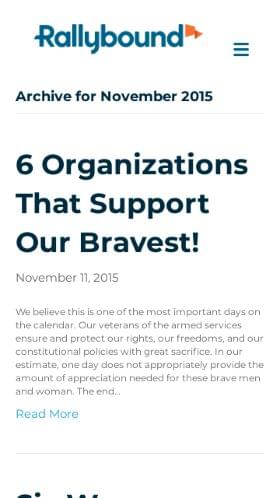 Rallybound
Archive for November 2015
6 Organizations
That Support
Our Bravest!
November 11, 2015
We believe this is one of the most important days on
the calendar. Our veterans of the armed services
ensure and protect our rights, our freedoms, and our
constitutional policies with great sacrifice. In our
estimate, one day does not appropriately provide the
amount of appreciation needed for these brave men
and woman. The end...
Read More